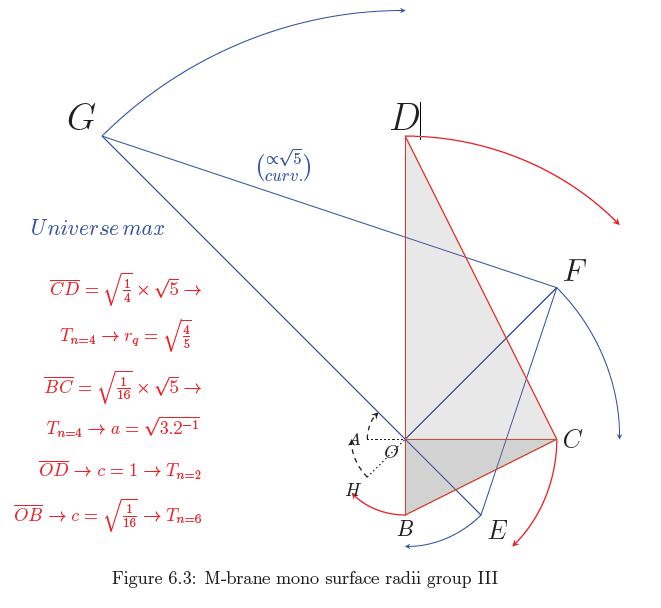 G
D
(∝√5 curv.)
Universe max
F
$\overline{CD} = \sqrt{\frac{1}{4}} \times \sqrt{5} \rightarrow$
$T_{n=4} \rightarrow r_q = \sqrt{\frac{4}{5}}$
$\overline{BC} = \sqrt{\frac{1}{16}} \times \sqrt{5} \rightarrow$
$T_{n=4} \rightarrow a = \sqrt{3.2^{-1}}$
A
C
O
$\overline{OD} \rightarrow c = 1 \rightarrow T_{n=2}$
H
$\overline{OB} \rightarrow c = \sqrt{\frac{1}{16}} \rightarrow T_{n=6}$
B
E
Figure 6.3: M-brane mono surface radii group III